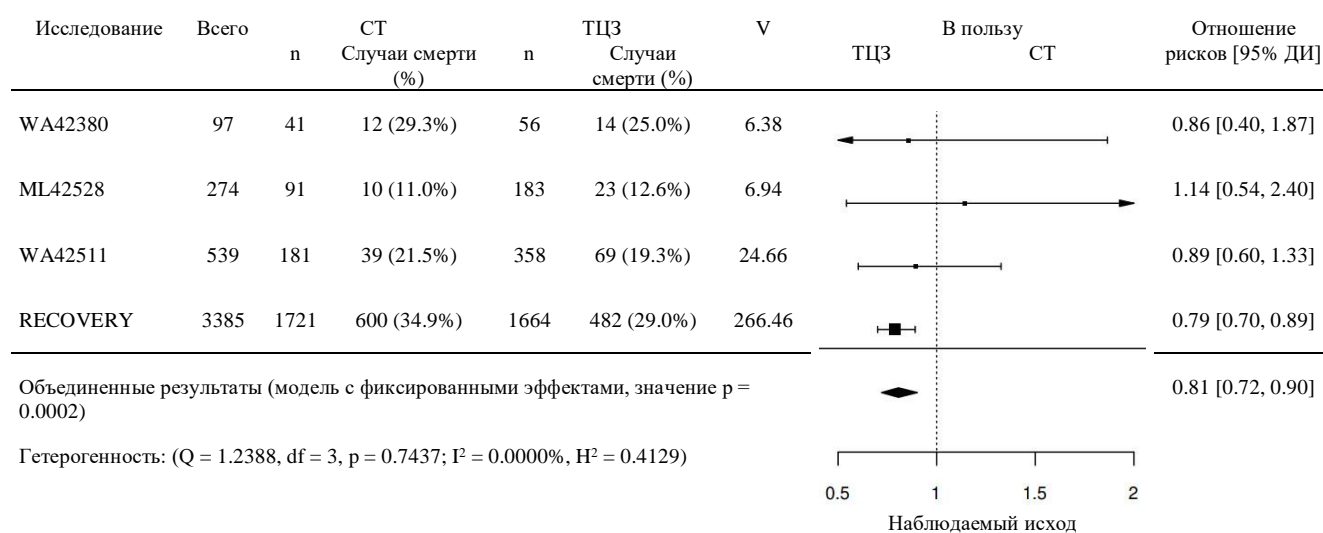 Исследование Всего СТ ТЦЗ V В пользу Отношение
n Случаи смерти n Случаи ТЦЗ СТ рисков [95% ДИ]
(%) смерти (%)
WA42380 97 41 12 (29.3%) 56 14 (25.0%) 6.38 0.86 [0.40, 1.87]
ML42528 274 91 10 (11.0%) 183 23 (12.6%) 6.94 1.14 [0.54, 2.40]
WA42511 539 181 39 (21.5%) 358 69 (19.3%) 24.66 0.89 [0.60, 1.33]
RECOVERY 3385 1721 600 (34.9%) 1664 482 (29.0%) 266.46 0.79 [0.70, 0.89]
Объединенные результаты (модель с фиксированными эффектами, значение p = 0.81 [0.72, 0.90]
0.0002)
Гетерогенность: (Q = 1.2388, df = 3, p = 0.7437; I² = 0.0000%, H² = 0.4129)
0.5 1 1.5 2
Наблюдаемый исход